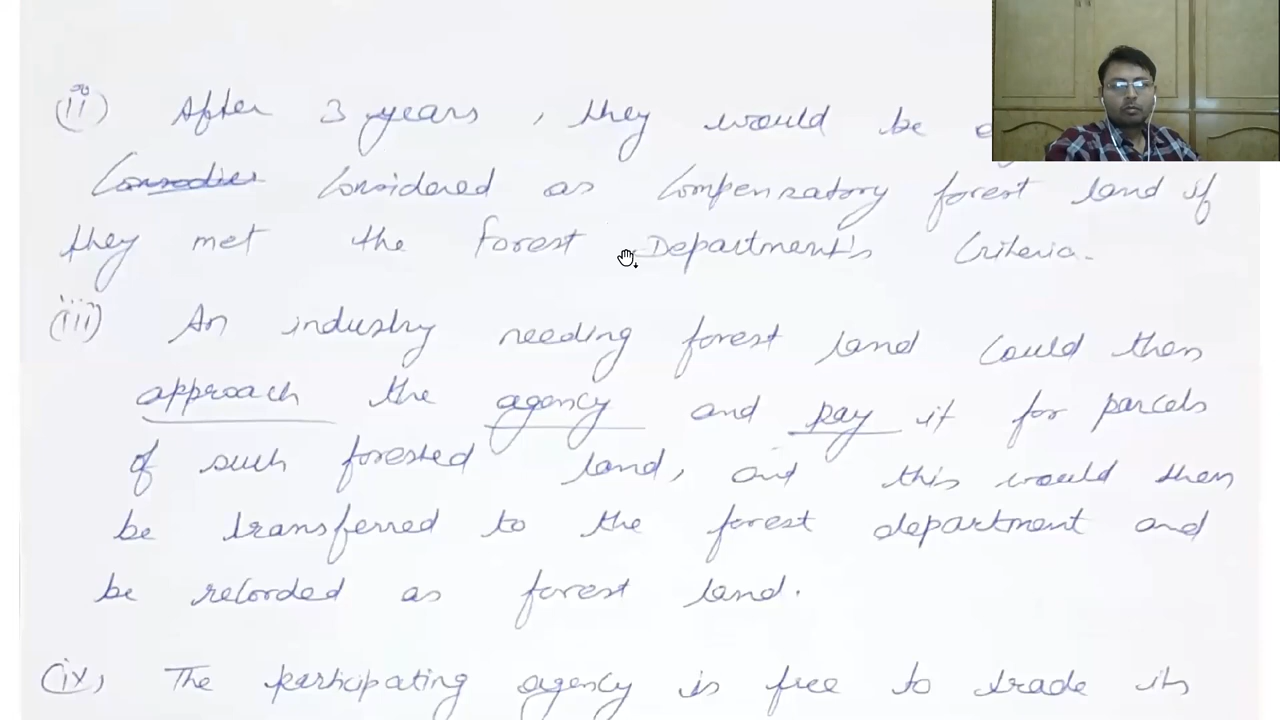 (ii) After 3 years, they would be
Considered as Compensatory forest land if
they met the forest Department's Criteria.
(iii) An industry needing forest land could then
approach the agency and pay it for parcels
of such forested land, and this would then
be transferred to the forest department and
be recorded as forest land.
(iv) The participating agency is free to trade its